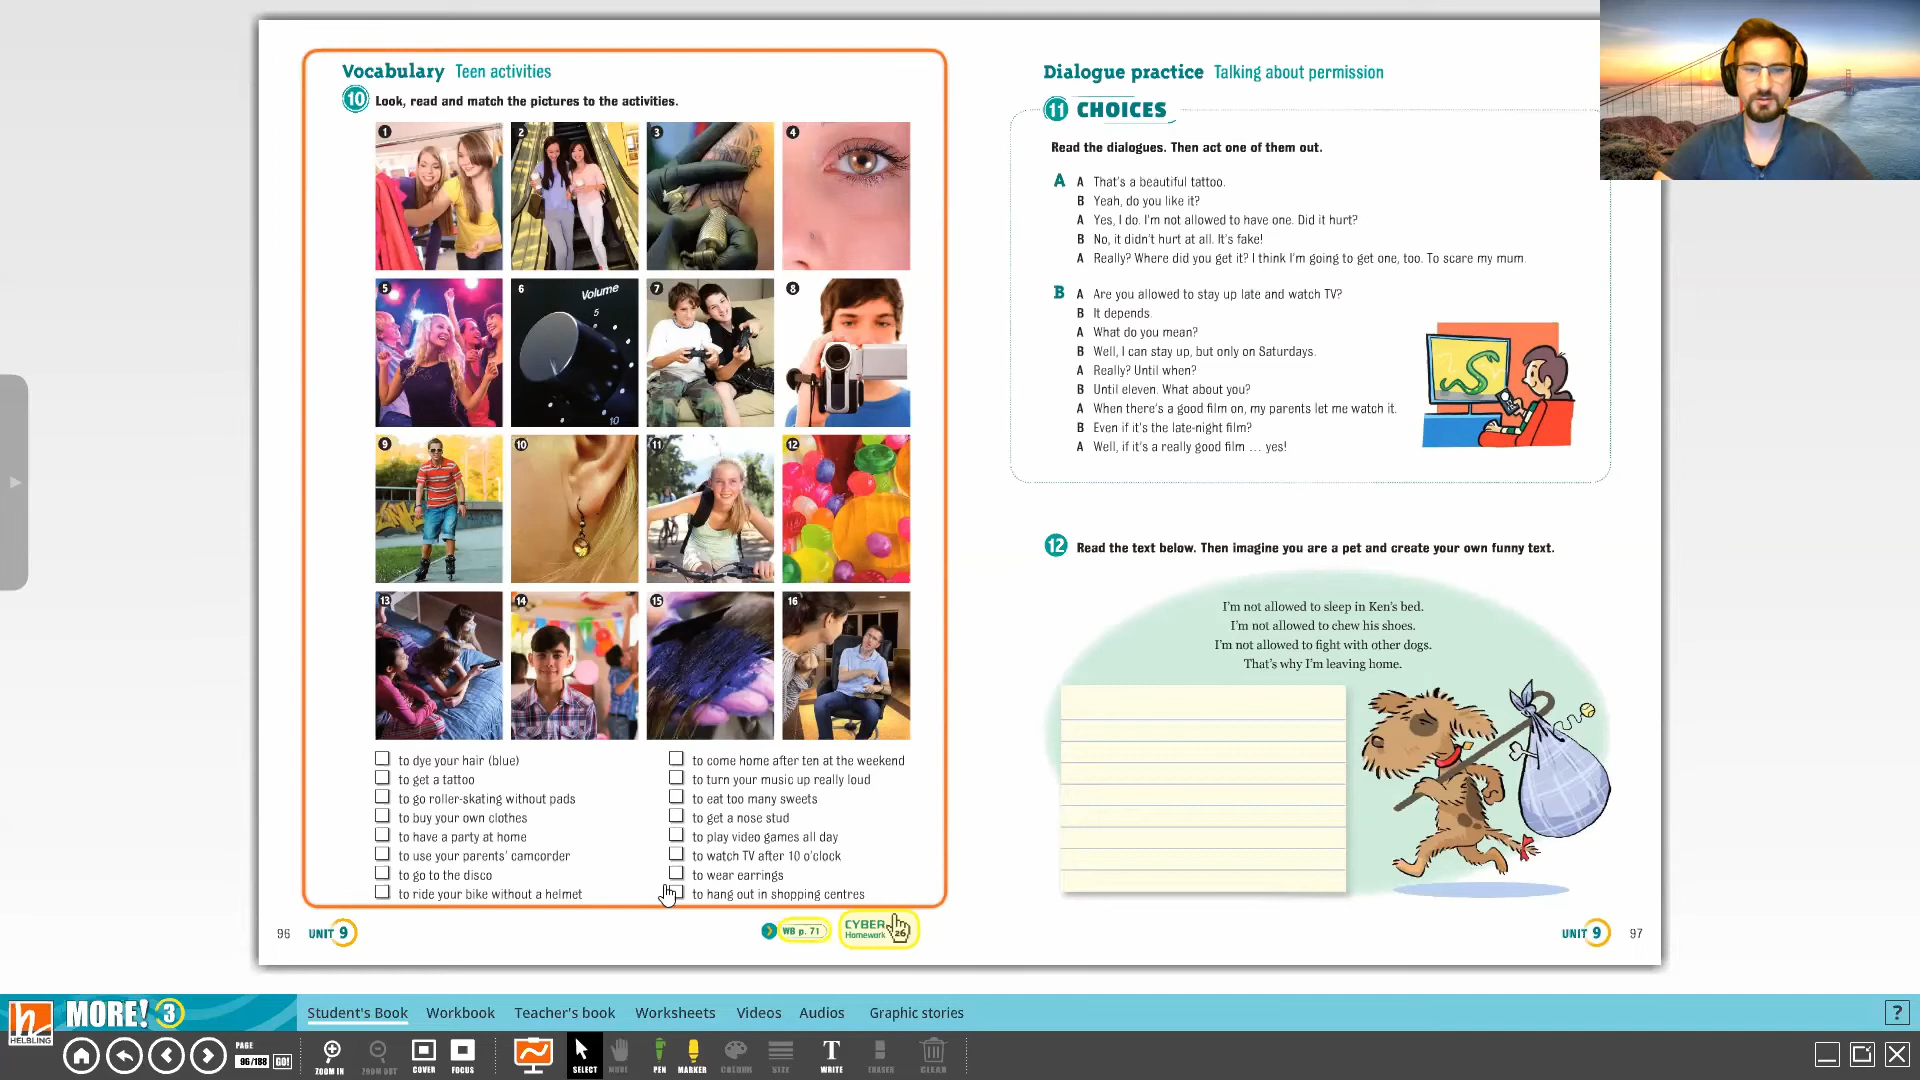 Vocabulary Teen activities
10 Look, read and match the pictures to the activities.
1
2
3
4
5
6
Volume
5
10
7
8
9
10
11
12
13
14
15
16
to dye your hair (blue)
to get a tattoo
to go roller-skating without pads
to buy your own clothes
to have a party at home
to use your parents' camcorder
to go to the disco
to ride your bike without a helmet
to come home after ten at the weekend
to turn your music up really loud
to eat too many sweets
to get a nose stud
to play video games all day
to watch TV after 10 o'clock
to wear earrings
to hang out in shopping centres
96 UNIT 9
WB p. 71
CYBER
Homework 26
Dialogue practice Talking about permission
11 CHOICES
Read the dialogues. Then act one of them out.
A A That's a beautiful tattoo.
B Yeah, do you like it?
A Yes, I do. I'm not allowed to have one. Did it hurt?
B No, it didn't hurt at all. It's fake!
A Really? Where did you get it? I think I'm going to get one, too. To scare my mum.
B A Are you allowed to stay up late and watch TV?
B It depends.
A What do you mean?
B Well, I can stay up, but only on Saturdays.
A Really? Until when?
B Until eleven. What about you?
A When there's a good film on, my parents let me watch it.
B Even if it's the late-night film?
A Well, if it's a really good film ... yes!
12 Read the text below. Then imagine you are a pet and create your own funny text.
I'm not allowed to sleep in Ken's bed.
I'm not allowed to chew his shoes.
I'm not allowed to fight with other dogs.
That's why I'm leaving home.
UNIT 9 97
h HELBLING
MORE! 3
Student's Book Workbook Teacher's book Worksheets Videos Audios Graphic stories
?
PAGE
96/188 GO!
ZOOM IN ZOOM OUT COVER FOCUS SELECT MOVE PEN MARKER COLOUR SIZE T WRITE ERASER CLEAR